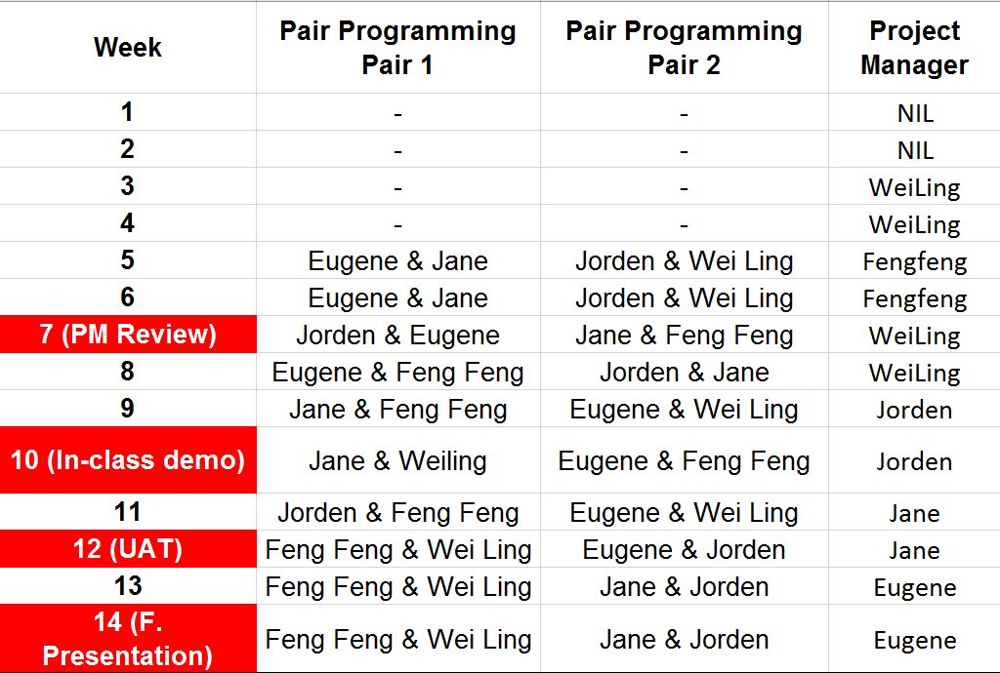 Week Pair Programming Pair 1 Pair Programming Pair 2 Project Manager
1 - - NIL
2 - - NIL
3 - - WeiLing
4 - - WeiLing
5 Eugene & Jane Jorden & Wei Ling Fengfeng
6 Eugene & Jane Jorden & Wei Ling Fengfeng
7 (PM Review) Jorden & Eugene Jane & Feng Feng WeiLing
8 Eugene & Feng Feng Jorden & Jane WeiLing
9 Jane & Feng Feng Eugene & Wei Ling Jorden
10 (In-class demo) Jane & Weiling Eugene & Feng Feng Jorden
11 Jorden & Feng Feng Eugene & Wei Ling Jane
12 (UAT) Feng Feng & Wei Ling Eugene & Jorden Jane
13 Feng Feng & Wei Ling Jane & Jorden Eugene
14 (F. Presentation) Feng Feng & Wei Ling Jane & Jorden Eugene